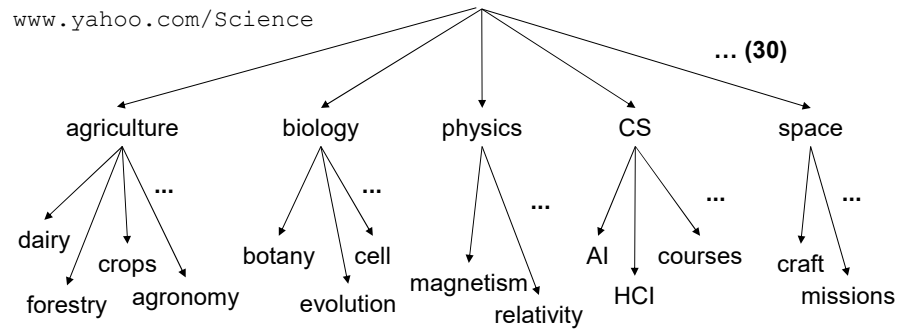 www.yahoo.com/Science
... (30)
agriculture biology physics CS space
... ... ... ... ...
dairy botany cell AI courses craft
crops magnetism HCI missions
forestry agronomy evolution relativity